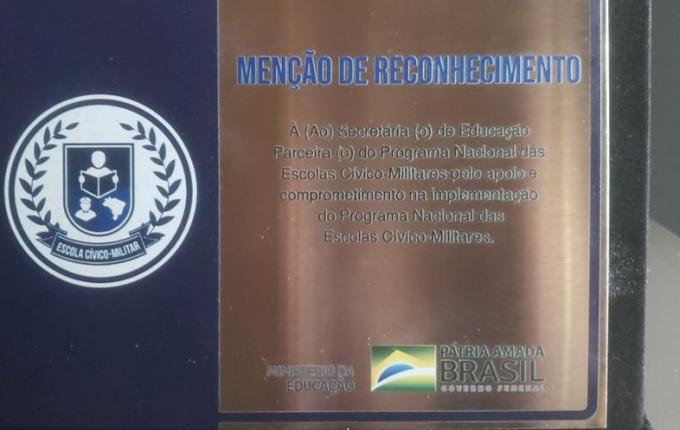 MENÇÃO DE RECONHECIMENTO
À (Ao) Secretária (o) de Educação
Parceira (o) do Programa Nacional das
Escolas Cívico-Militares pelo apoio e
comprometimento na implementação
do Programa Nacional das
Escolas Cívico-Militares.
ESCOLA CÍVICO-MILITAR
MINISTÉRIO DA
EDUCAÇÃO
PÁTRIA AMADA
BRASIL
GOVERNO FEDERAL